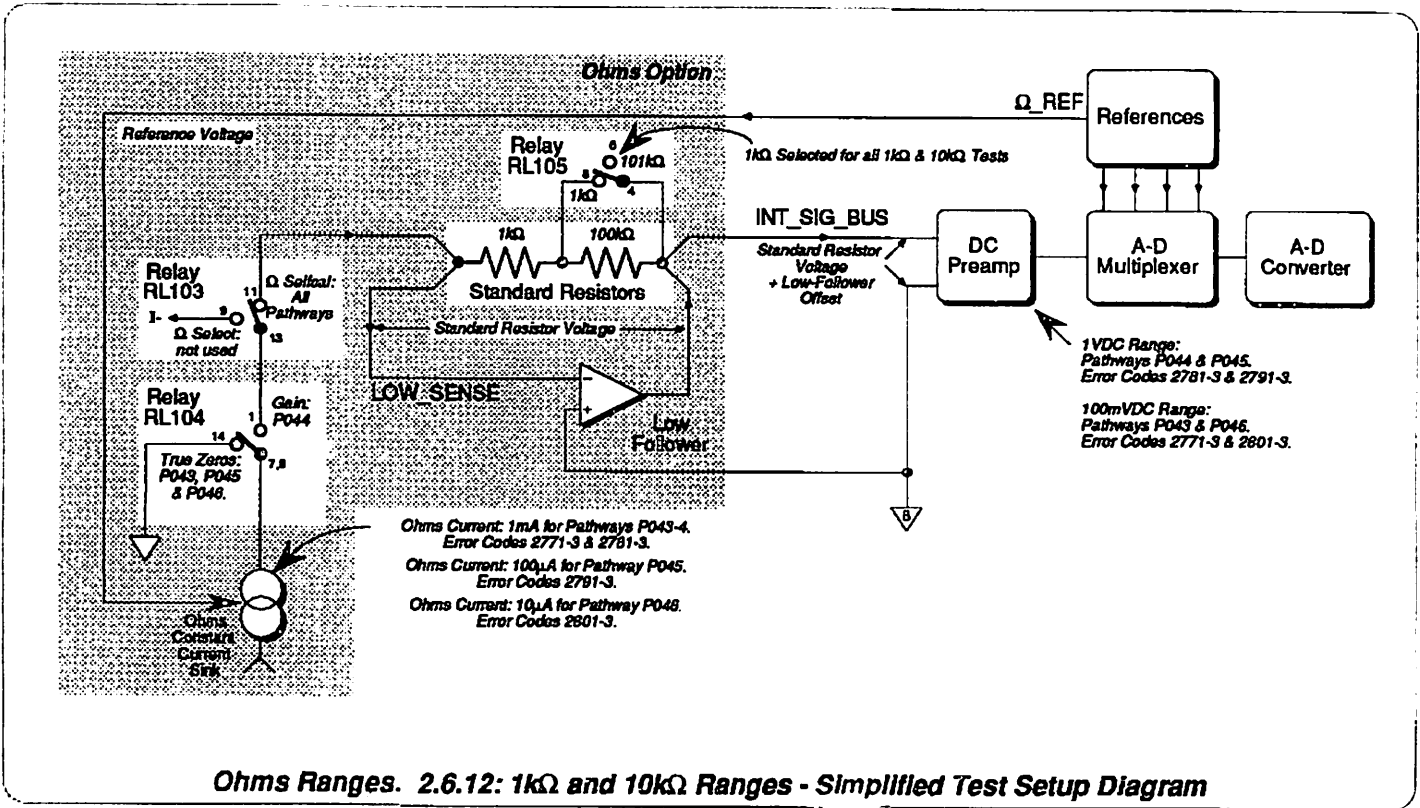 Ohms Option
Reference Voltage
Ω_REF
References
Relay
RL105
6
101kΩ
8
1kΩ
4
1kΩ Selected for all 1kΩ & 10kΩ Tests
1kΩ
100kΩ
Standard Resistors
INT_SIG_BUS
Standard Resistor
Voltage
+ Low-Follower
Offset
DC
Preamp
A-D
Multiplexer
A-D
Converter
Relay
RL103
11
Ω Selfcal:
All
Pathways
I-
9
Ω Select:
not used
13
Standard Resistor Voltage
LOW_SENSE
−
+
Low
Follower
1VDC Range:
Pathways P044 & P045.
Error Codes 2781-3 & 2791-3.
100mVDC Range:
Pathways P043 & P046.
Error Codes 2771-3 & 2801-3.
Relay
RL104
Gain:
P044
1
14
7,8
True Zeros:
P043, P045
& P046.
8
Ohms Current: 1mA for Pathways P043-4.
Error Codes 2771-3 & 2781-3.
Ohms Current: 100µA for Pathway P045.
Error Codes 2791-3.
Ohms Current: 10µA for Pathway P046.
Error Codes 2801-3.
Ohms
Constant
Current
Sink
Ohms Ranges. 2.6.12: 1kΩ and 10kΩ Ranges - Simplified Test Setup Diagram